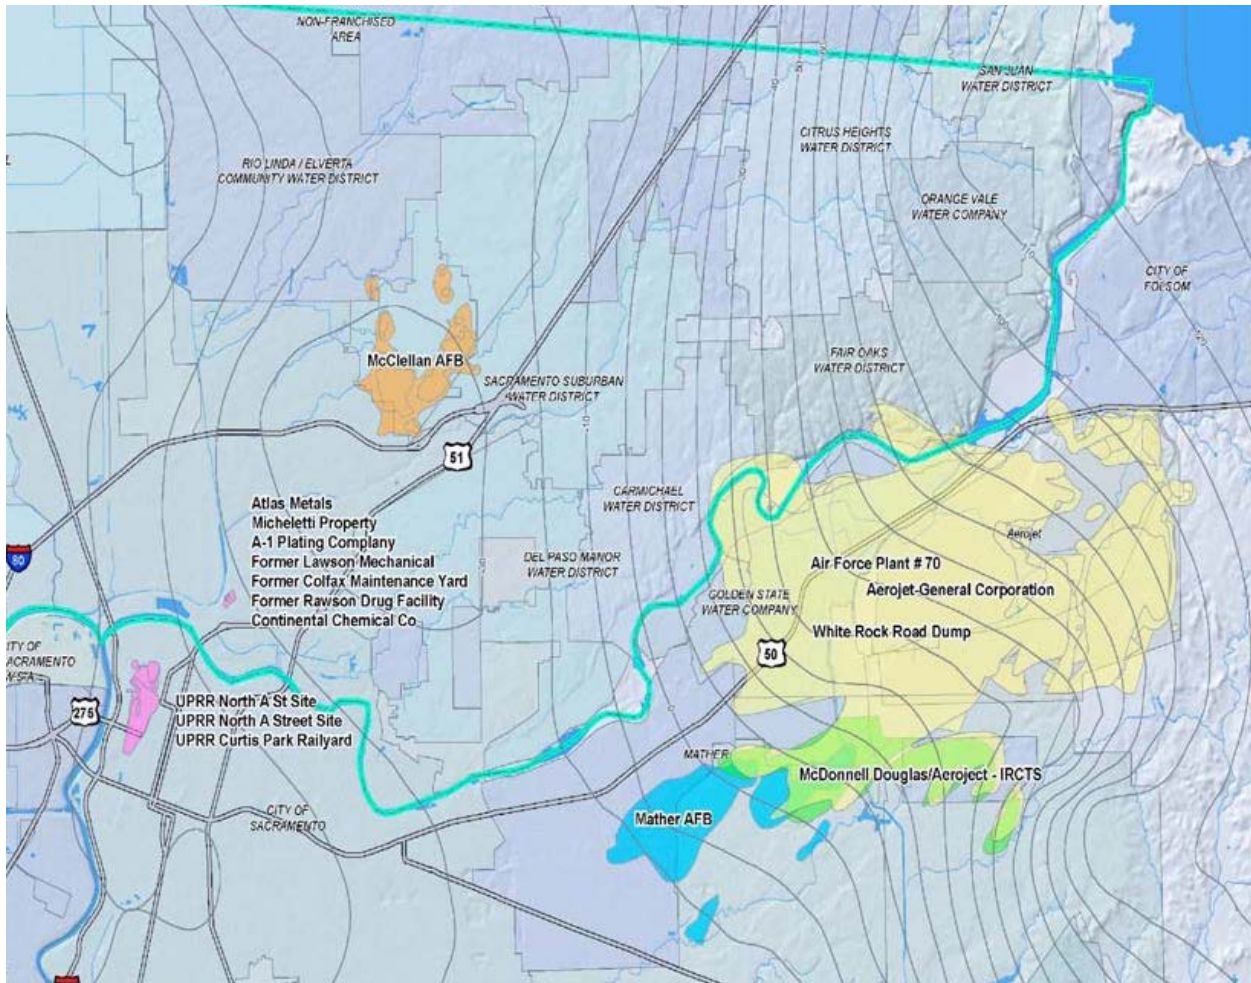 NON-FRANCHISED
AREA
SAN JUAN
WATER DISTRICT
CITRUS HEIGHTS
WATER DISTRICT
RIO LINDA / ELVERTA
COMMUNITY WATER DISTRICT
ORANGE VALE
WATER COMPANY
CITY OF
FOLSOM
McClellan AFB
FAIR OAKS
WATER DISTRICT
SACRAMENTO SUBURBAN
WATER DISTRICT
51
CARMICHAEL
WATER DISTRICT
Atlas Metals
Micheletti Property
A-1 Plating Complany
Former Lawson Mechanical
Former Colfax Maintenance Yard
Former Rawson Drug Facility
Continental Chemical Co
80
DEL PASO MANOR
WATER DISTRICT
Aerojet
Air Force Plant # 70
Aerojet-General Corporation
GOLDEN STATE
WATER COMPANY
White Rock Road Dump
50
ITY OF
ACRAMENTO
275
UPRR North A St Site
UPRR North A Street Site
UPRR Curtis Park Railyard
MATHER
McDonnell Douglas/Aeroject - IRCTS
Mather AFB
CITY OF
SACRAMENTO